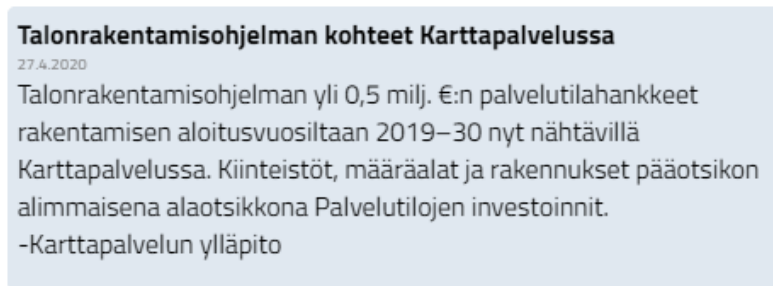 Talonrakentamisohjelman kohteet Karttapalvelussa
27.4.2020
Talonrakentamisohjelman yli 0,5 milj. €:n palvelutilahankkeet
rakentamisen aloitusvuosiltaan 2019–30 nyt nähtävillä
Karttapalvelussa. Kiinteistöt, määräalat ja rakennukset pääotsikon
alimmaisena alaotsikkona Palvelutilojen investoinnit.
-Karttapalvelun ylläpito